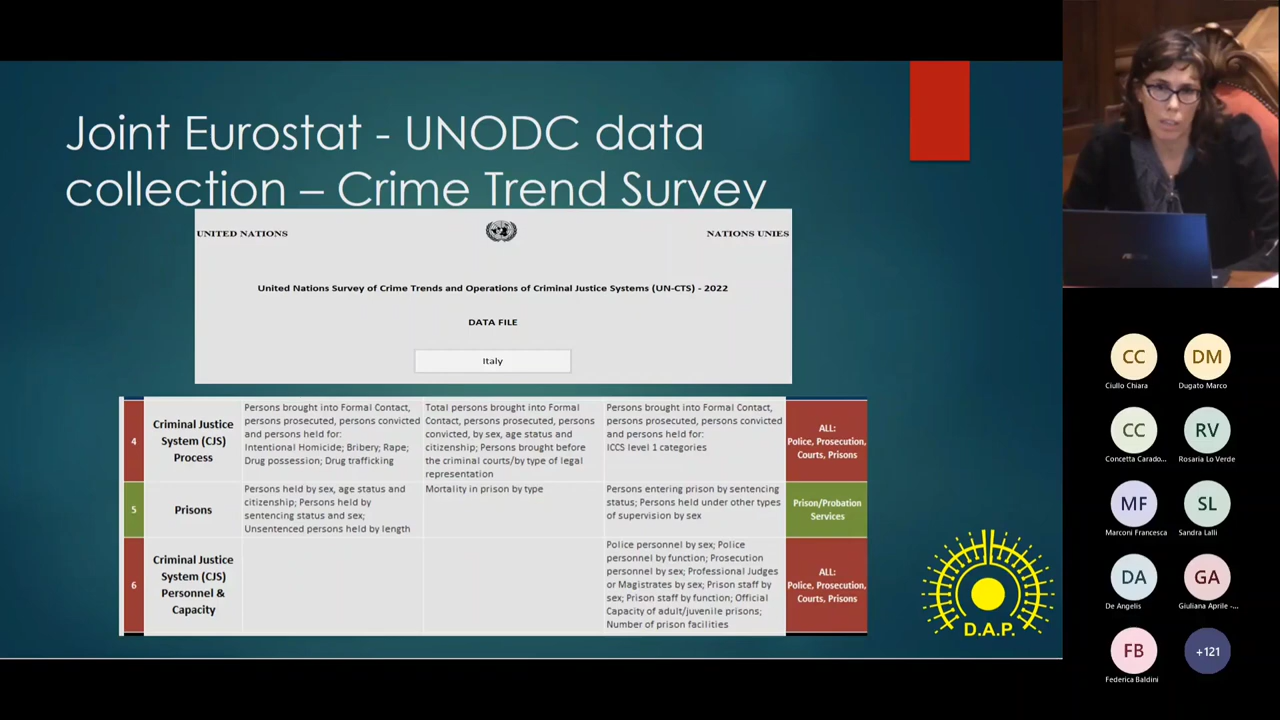 Joint Eurostat - UNODC data
collection – Crime Trend Survey
UNITED NATIONS
NATIONS UNIES
United Nations Survey of Crime Trends and Operations of Criminal Justice Systems (UN-CTS) - 2022
DATA FILE
Italy
4
Criminal Justice
System (CJS)
Process
Persons brought into Formal Contact,
persons prosecuted, persons convicted
and persons held for:
Intentional Homicide; Bribery; Rape;
Drug possession; Drug trafficking
Total persons brought into Formal
Contact, persons prosecuted, persons
convicted, by sex, age status and
citizenship; Persons brought before
the criminal courts/by type of legal
representation
Persons brought into Formal Contact,
persons prosecuted, persons convicted
and persons held for:
ICCS level 1 categories
ALL:
Police, Prosecution,
Courts, Prisons
5
Prisons
Persons held by sex, age status and
citizenship; Persons held by
sentencing status and sex;
Unsentenced persons held by length
Mortality in prison by type
Persons entering prison by sentencing
status; Persons held under other types
of supervision by sex
Prison/Probation
Services
6
Criminal Justice
System (CJS)
Personnel &
Capacity
Police personnel by sex; Police
personnel by function; Prosecution
personnel by sex; Professional Judges
or Magistrates by sex; Prison staff by
sex; Prison staff by function; Official
Capacity of adult/juvenile prisons;
Number of prison facilities
ALL:
Police, Prosecution,
Courts, Prisons
D.A.P.
CC
Ciullo Chiara
DM
Dugato Marco
CC
Concetta Carado...
RV
Rosaria Lo Verde
MF
Marconi Francesca
SL
Sandra Lalli
DA
De Angelis
GA
Giuliana Aprile -...
FB
Federica Baldini
+121